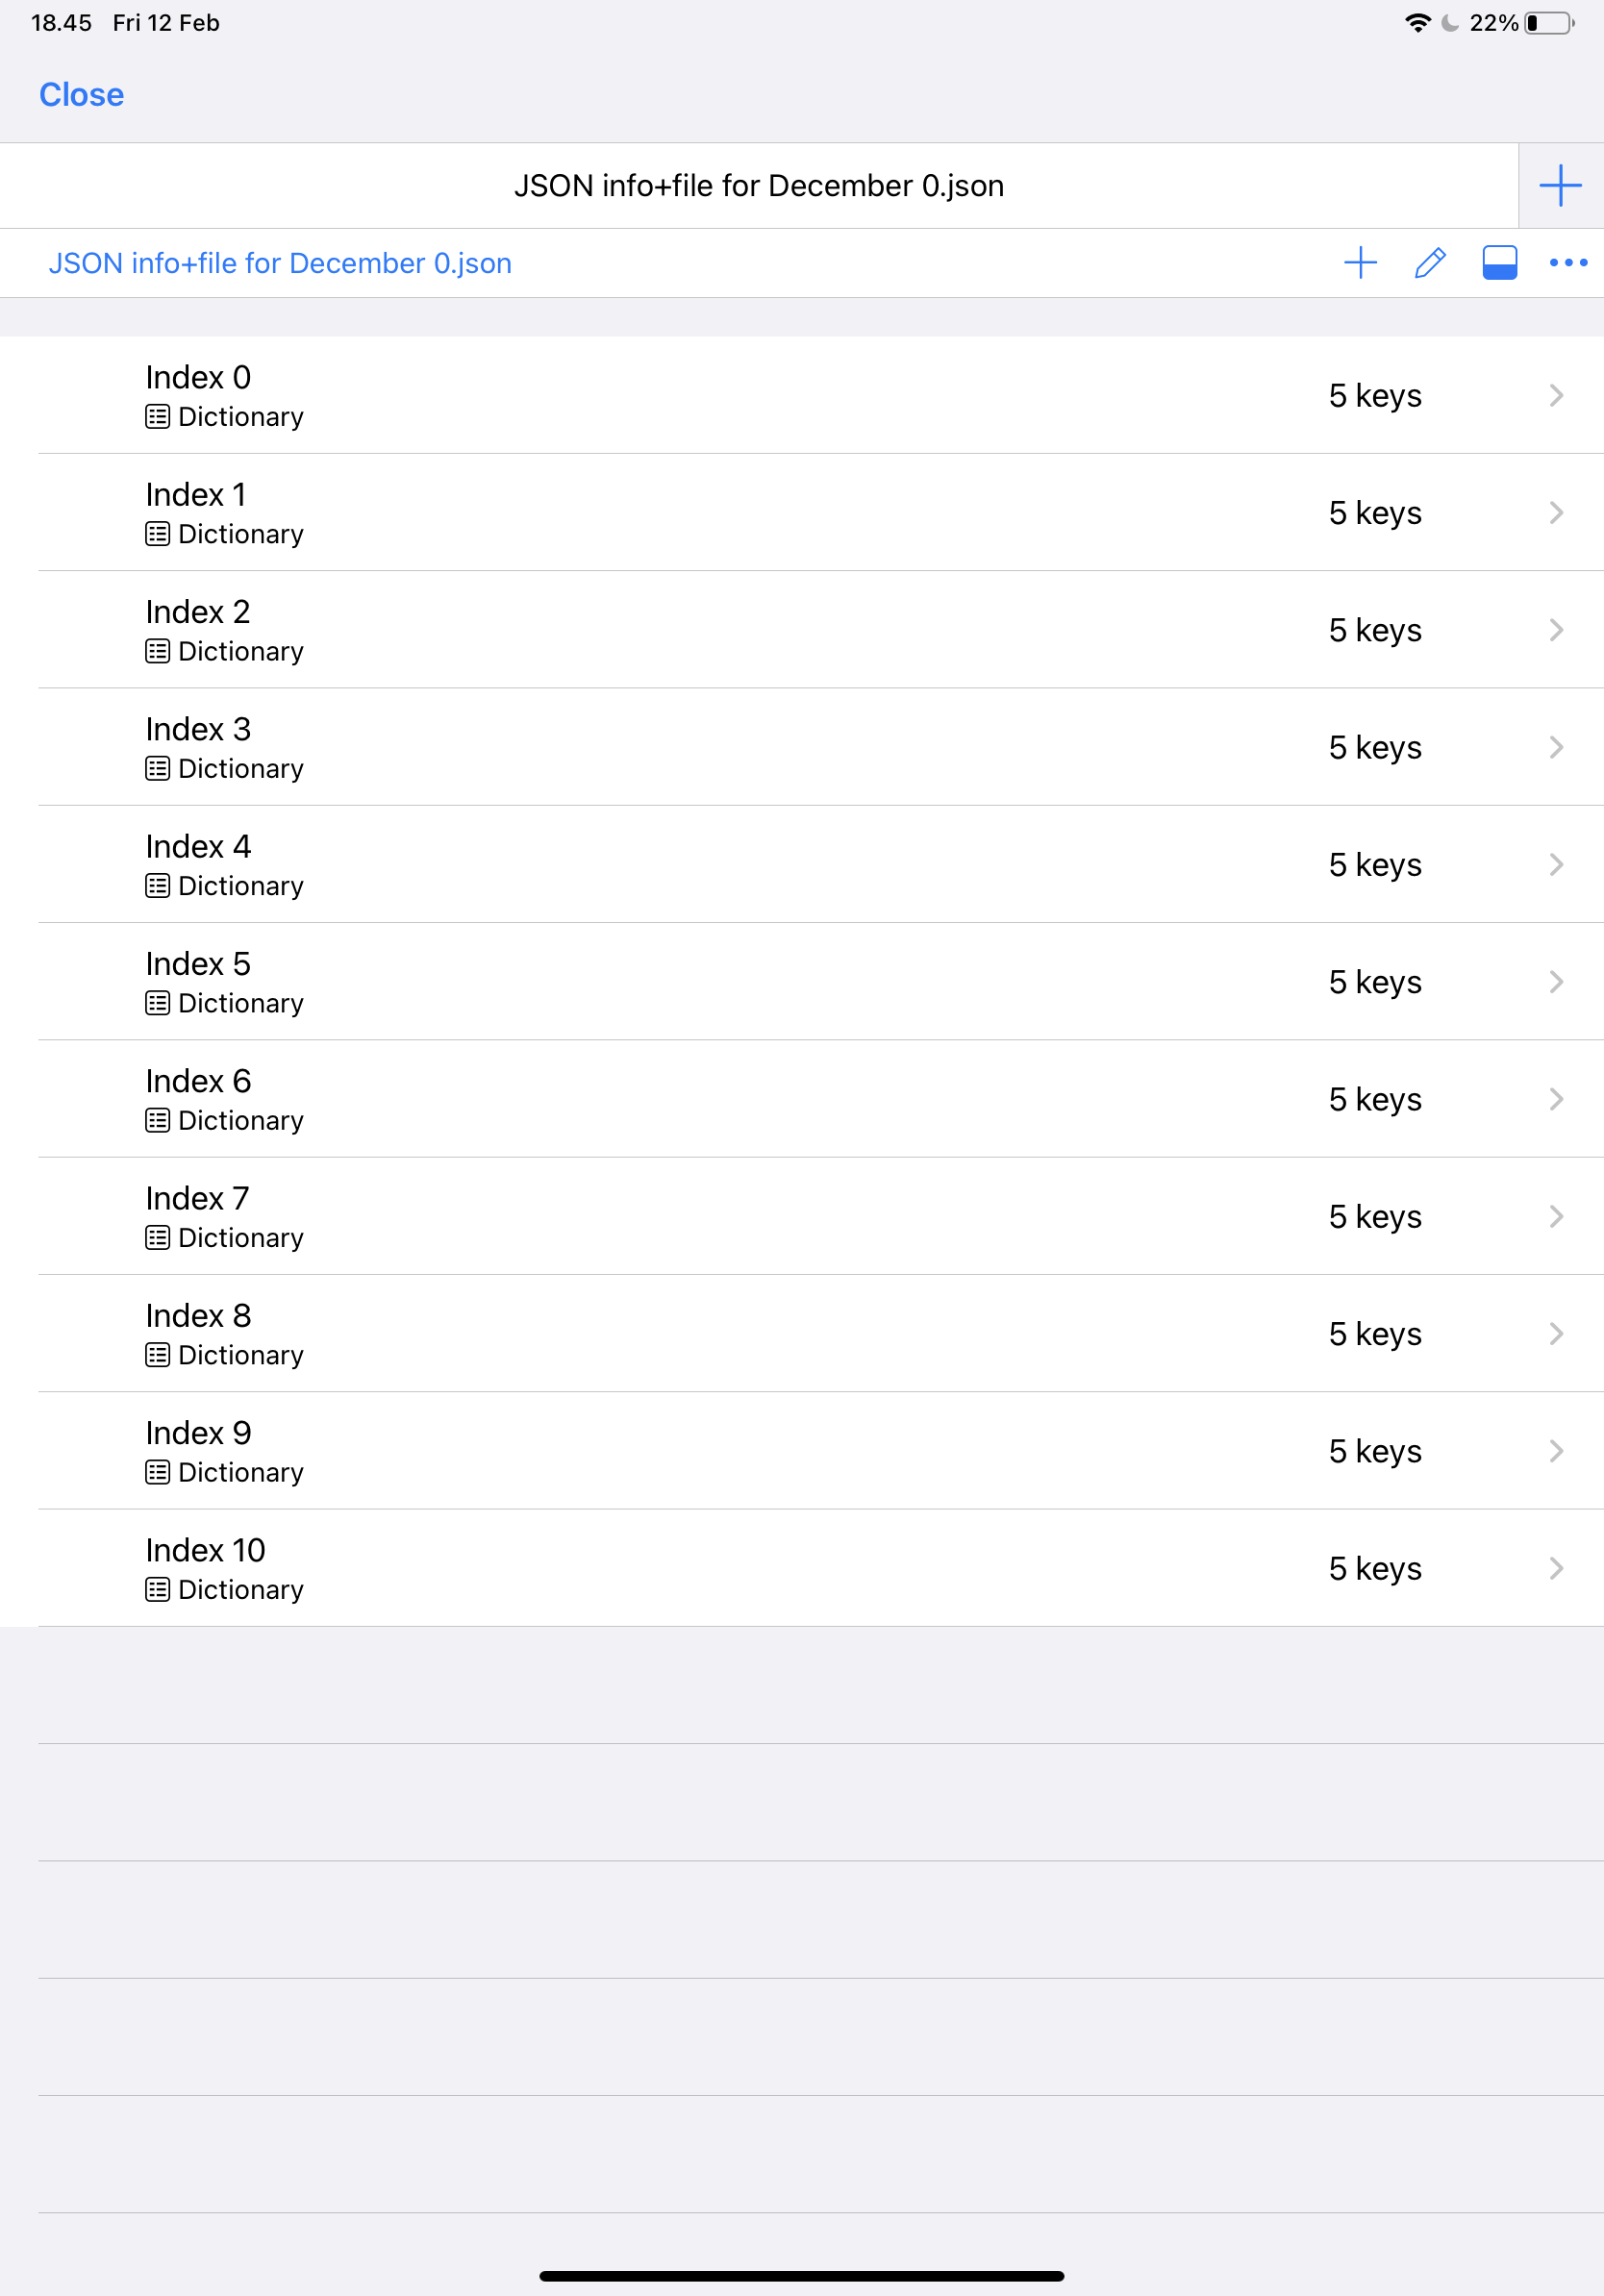 18.45 Fri 12 Feb 22%
Close
JSON info+file for December 0.json
JSON info+file for December 0.json
Index 0
Dictionary
5 keys
Index 1
Dictionary
5 keys
Index 2
Dictionary
5 keys
Index 3
Dictionary
5 keys
Index 4
Dictionary
5 keys
Index 5
Dictionary
5 keys
Index 6
Dictionary
5 keys
Index 7
Dictionary
5 keys
Index 8
Dictionary
5 keys
Index 9
Dictionary
5 keys
Index 10
Dictionary
5 keys